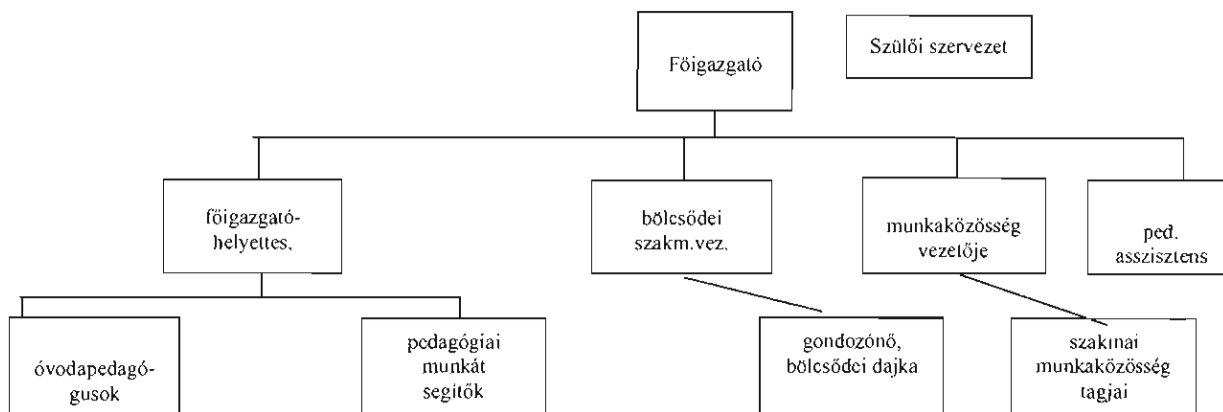 Főigazgató
Szülői szervezet
főigazgató-
helyettes,
bölcsődei
szakm.vez.
munkaközösség
vezetője
ped.
asszisztens
óvodapedagó-
gusok
pedagógiai
munkát
segítők
gondozónő,
bölcsődei dajka
szakmai
munkaközösség
tagjai